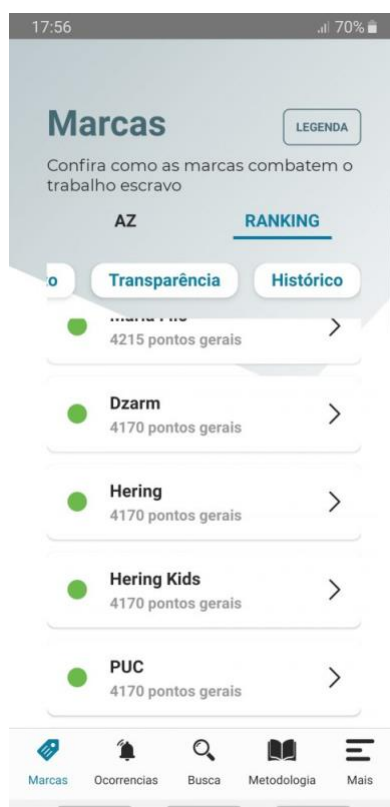 17:56
70%
Marcas
LEGENDA
Confira como as marcas combatem o
trabalho escravo
AZ
RANKING
Transparência
Histórico
4215 pontos gerais
Dzarm
4170 pontos gerais
Hering
4170 pontos gerais
Hering Kids
4170 pontos gerais
PUC
4170 pontos gerais
Marcas
Ocorrencias
Busca
Metodologia
Mais